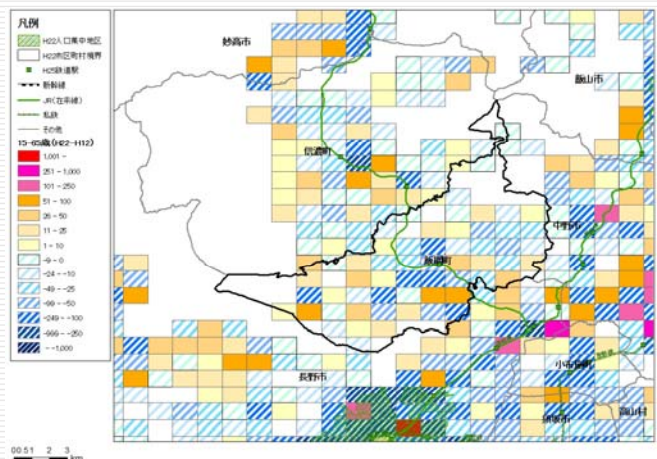 凡例
H22人口集中地区
H22市区町村境界
H25鉄道駅
新幹線
JR(在来線)
私鉄
その他
15-65歳(H22-H12)
1,001 -
251 - 1,000
101 - 250
51 - 100
26 - 50
11 - 25
1 - 10
-9 - 0
-24 - -10
-49 - -25
-99 - -50
-249 - -100
-999 - -250
- -1,000
妙高市
飯山市
信濃町
中野市
飯綱町
長野市
小布施町
須坂市
高山村
00.51 2 3
km